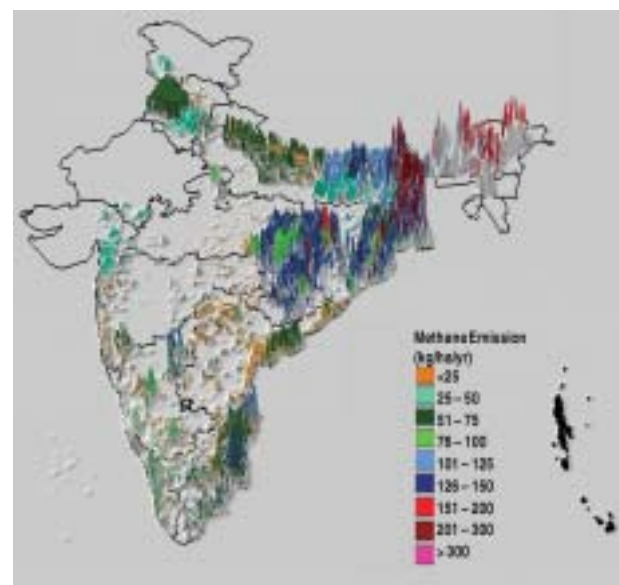 Methane Emission
(kg/ha/yr)
<25
25 – 50
51 – 75
76 – 100
101 – 125
126 – 150
151 – 200
201 – 300
> 300